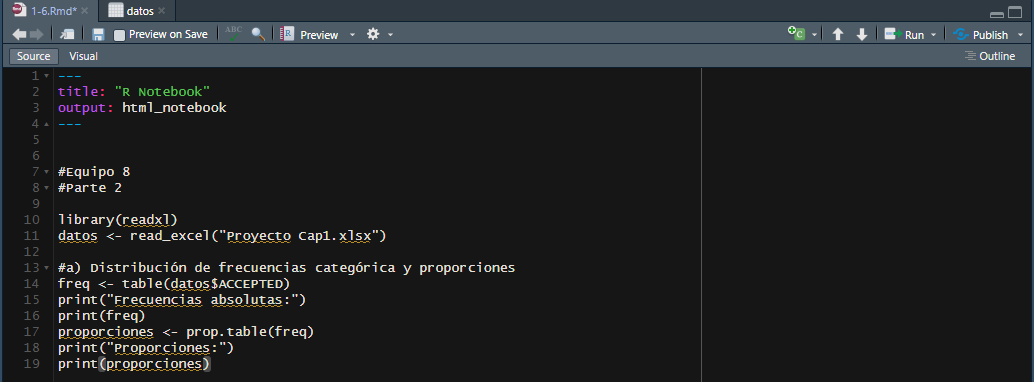 1-6.Rmd* datos
Preview on Save ABC Preview Run Publish
Source Visual Outline
1 ---
2 title: "R Notebook"
3 output: html_notebook
4 ---
5
6
7 #Equipo 8
8 #Parte 2
9
10 library(readxl)
11 datos <- read_excel("Proyecto Cap1.xlsx")
12
13 #a) Distribución de frecuencias categórica y proporciones
14 freq <- table(datos$ACCEPTED)
15 print("Frecuencias absolutas:")
16 print(freq)
17 proporciones <- prop.table(freq)
18 print("Proporciones:")
19 print(proporciones)